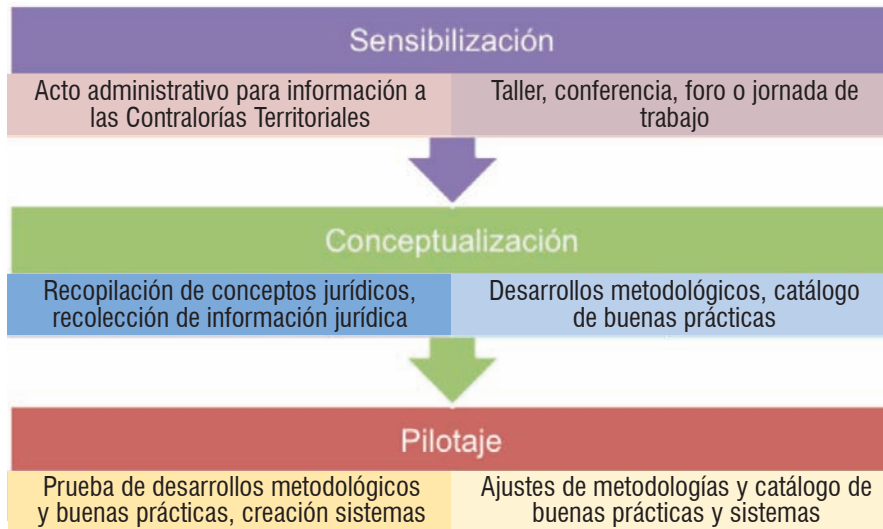 Sensibilización
Acto administrativo para información a
las Contralorías Territoriales
Taller, conferencia, foro o jornada de
trabajo
Conceptualización
Recopilación de conceptos jurídicos,
recolección de información jurídica
Desarrollos metodológicos, catálogo
de buenas prácticas
Pilotaje
Prueba de desarrollos metodológicos
y buenas prácticas, creación sistemas
Ajustes de metodologías y catálogo de
buenas prácticas y sistemas